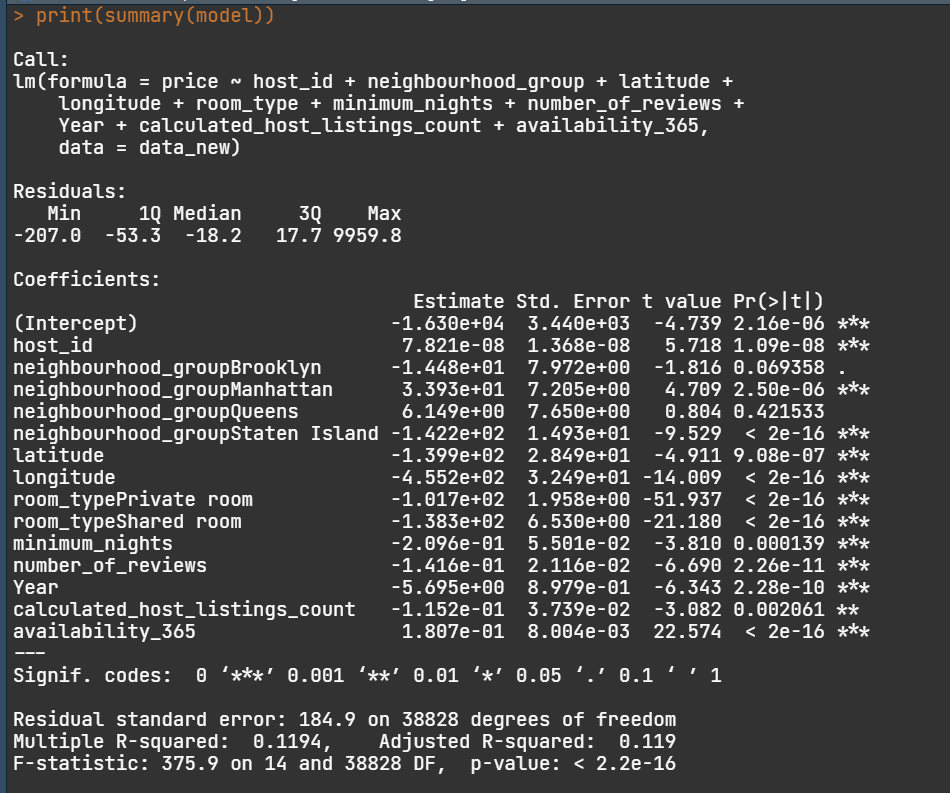 > print(summary(model))
Call:
lm(formula = price ~ host_id + neighbourhood_group + latitude +
    longitude + room_type + minimum_nights + number_of_reviews +
    Year + calculated_host_listings_count + availability_365,
    data = data_new)
Residuals:
   Min     1Q Median     3Q    Max
-207.0  -53.3  -18.2   17.7 9959.8
Coefficients:
                                   Estimate Std. Error t value Pr(>|t|)
(Intercept)                      -1.630e+04  3.440e+03  -4.739 2.16e-06 ***
host_id                           7.821e-08  1.368e-08   5.718 1.09e-08 ***
neighbourhood_groupBrooklyn      -1.448e+01  7.972e+00  -1.816 0.069358 .
neighbourhood_groupManhattan      3.393e+01  7.205e+00   4.709 2.50e-06 ***
neighbourhood_groupQueens         6.149e+00  7.650e+00   0.804 0.421533
neighbourhood_groupStaten Island -1.422e+02  1.493e+01  -9.529  < 2e-16 ***
latitude                         -1.399e+02  2.849e+01  -4.911 9.08e-07 ***
longitude                        -4.552e+02  3.249e+01 -14.009  < 2e-16 ***
room_typePrivate room            -1.017e+02  1.958e+00 -51.937  < 2e-16 ***
room_typeShared room             -1.383e+02  6.530e+00 -21.180  < 2e-16 ***
minimum_nights                   -2.096e-01  5.501e-02  -3.810 0.000139 ***
number_of_reviews                -1.416e-01  2.116e-02  -6.690 2.26e-11 ***
Year                             -5.695e+00  8.979e-01  -6.343 2.28e-10 ***
calculated_host_listings_count   -1.152e-01  3.739e-02  -3.082 0.002061 **
availability_365                  1.807e-01  8.004e-03  22.574  < 2e-16 ***
---
Signif. codes:  0 ‘***’ 0.001 ‘**’ 0.01 ‘*’ 0.05 ‘.’ 0.1 ‘ ’ 1
Residual standard error: 184.9 on 38828 degrees of freedom
Multiple R-squared:  0.1194,    Adjusted R-squared:  0.119
F-statistic: 375.9 on 14 and 38828 DF,  p-value: < 2.2e-16